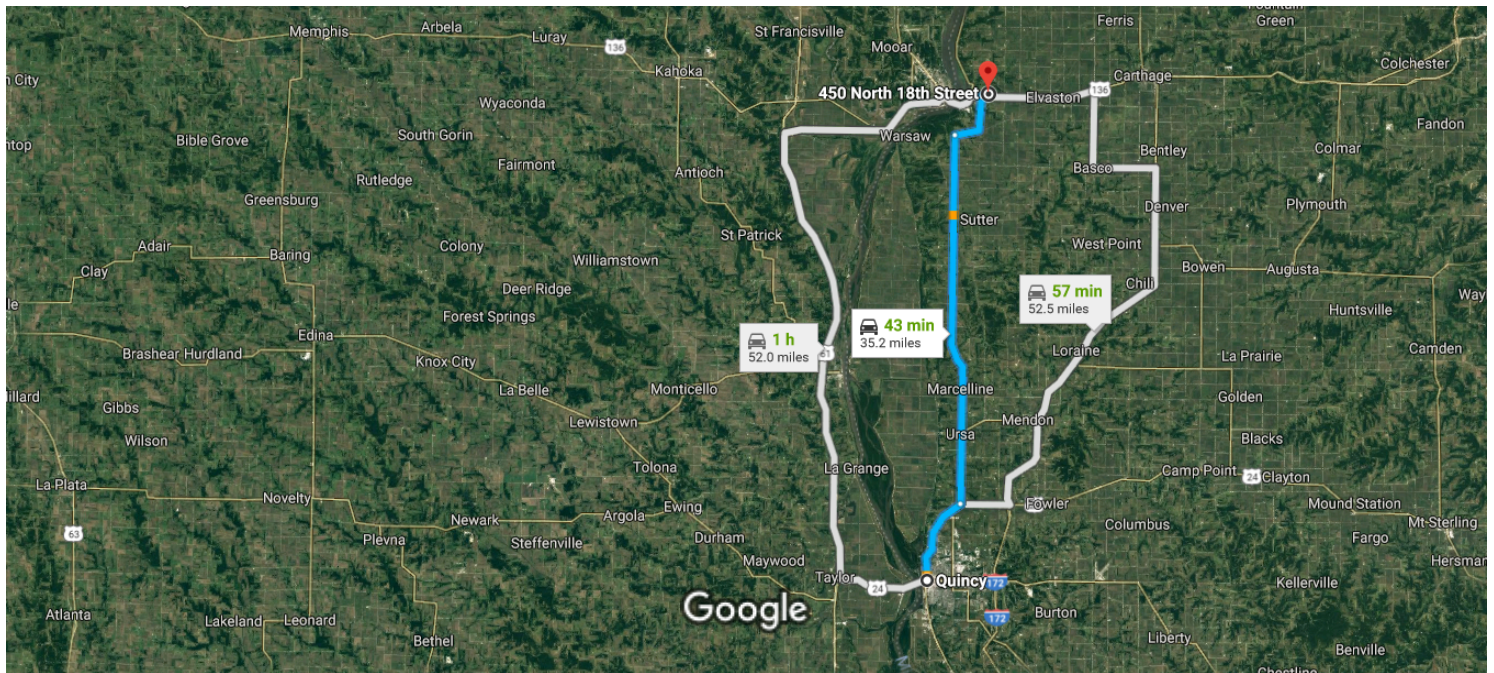 Memphis
Arbela
Luray
136
St Francisville
Mooar
Ferris
Green
Kahoka
Colchester
Carthage
136
450 North 18th Street
Elvaston
Wyaconda
South Gorin
Bible Grove
Warsaw
Fandon
Fairmont
Bentley
Colmar
Antioch
Basco
Rutledge
Greensburg
Denver
Plymouth
Sutter
St Patrick
Adair
Baring
Colony
Williamstown
West Point
Bowen
Augusta
Clay
Deer Ridge
Chili
57 min
52.5 miles
Huntsville
Forest Springs
Edina
1 h
52.0 miles
43 min
35.2 miles
61
Brashear
Hurdland
Knox City
Loraine
La Prairie
Camden
La Belle
Monticello
Marcelline
Golden
Gibbs
Lewistown
Mendon
Wilson
Ursa
Blacks
Tolona
La Grange
Camp Point
24
Clayton
La Plata
Novelty
Ewing
Fowler
Mound Station
Newark
Argola
Columbus
Mt Sterling
63
Plevna
Steffenville
Durham
Fargo
Maywood
Hersman
Taylor
24
Quincy
172
Kellerville
Google
Atlanta
Lakeland
Leonard
Burton
172
Bethel
Liberty
Benville